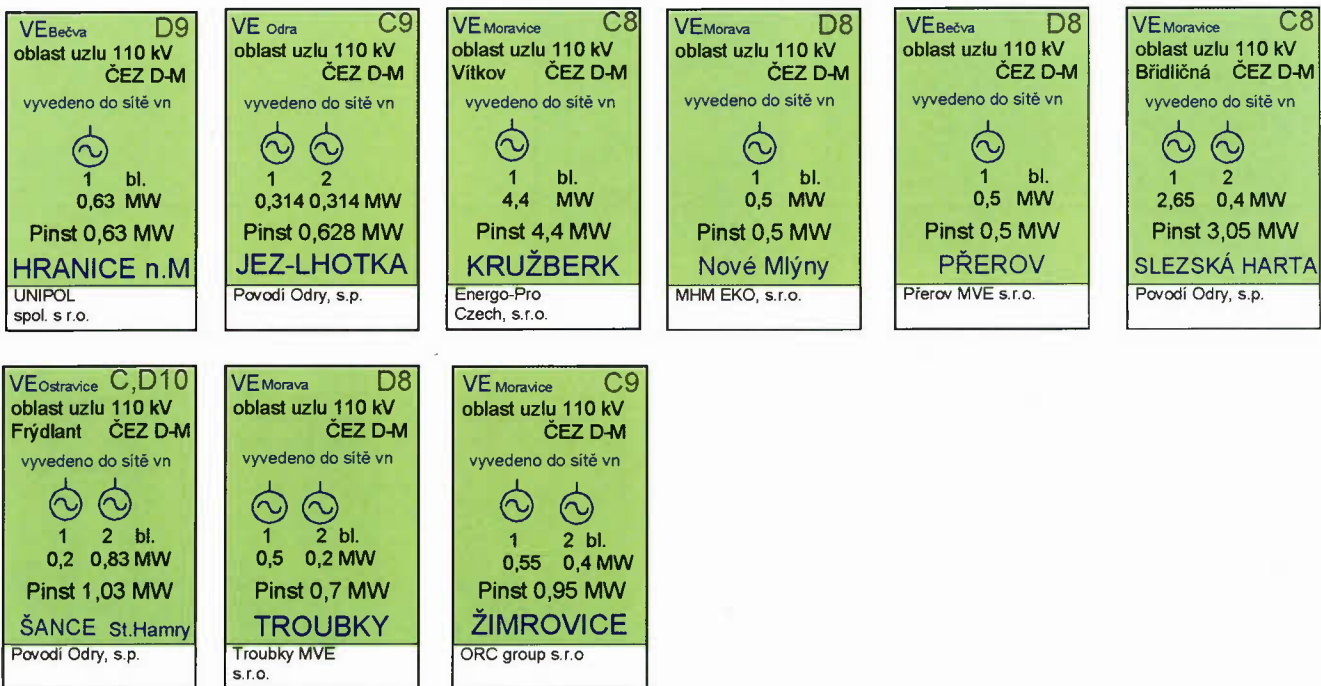 VE Bečva D9
oblast uzlu 110 kV
ČEZ D-M
vyvedeno do sítě vn
1 bl.
0,63 MW
Pinst 0,63 MW
HRANICE n.M
UNIPOL
spol. s r.o.
VE Odra C9
oblast uzlu 110 kV
ČEZ D-M
vyvedeno do sítě vn
1 2
0,314 0,314 MW
Pinst 0,628 MW
JEZ-LHOTKA
Povodí Odry, s.p.
VE Moravice C8
oblast uzlu 110 kV
Vítkov ČEZ D-M
vyvedeno do sítě vn
1 bl.
4,4 MW
Pinst 4,4 MW
KRUŽBERK
Energo-Pro
Czech, s.r.o.
VE Morava D8
oblast uzlu 110 kV
ČEZ D-M
vyvedeno do sítě vn
1 bl.
0,5 MW
Pinst 0,5 MW
Nové Mlýny
MHM EKO, s.r.o.
VE Bečva D8
oblast uzlu 110 kV
ČEZ D-M
vyvedeno do sítě vn
1 bl.
0,5 MW
Pinst 0,5 MW
PŘEROV
Přerov MVE s.r.o.
VE Moravice C8
oblast uzlu 110 kV
Břidličná ČEZ D-M
vyvedeno do sítě vn
1 2
2,65 0,4 MW
Pinst 3,05 MW
SLEZSKÁ HARTA
Povodí Odry, s.p.
VE Ostravice C,D10
oblast uzlu 110 kV
Frýdlant ČEZ D-M
vyvedeno do sítě vn
1 2 bl.
0,2 0,83 MW
Pinst 1,03 MW
ŠANCE St.Hamry
Povodí Odry, s.p.
VE Morava D8
oblast uzlu 110 kV
ČEZ D-M
vyvedeno do sítě vn
1 2 bl.
0,5 0,2 MW
Pinst 0,7 MW
TROUBKY
Troubky MVE
s.r.o.
VE Moravice C9
oblast uzlu 110 kV
ČEZ D-M
vyvedeno do sítě vn
1 2 bl.
0,55 0,4 MW
Pinst 0,95 MW
ŽIMROVICE
ORC group s.r.o